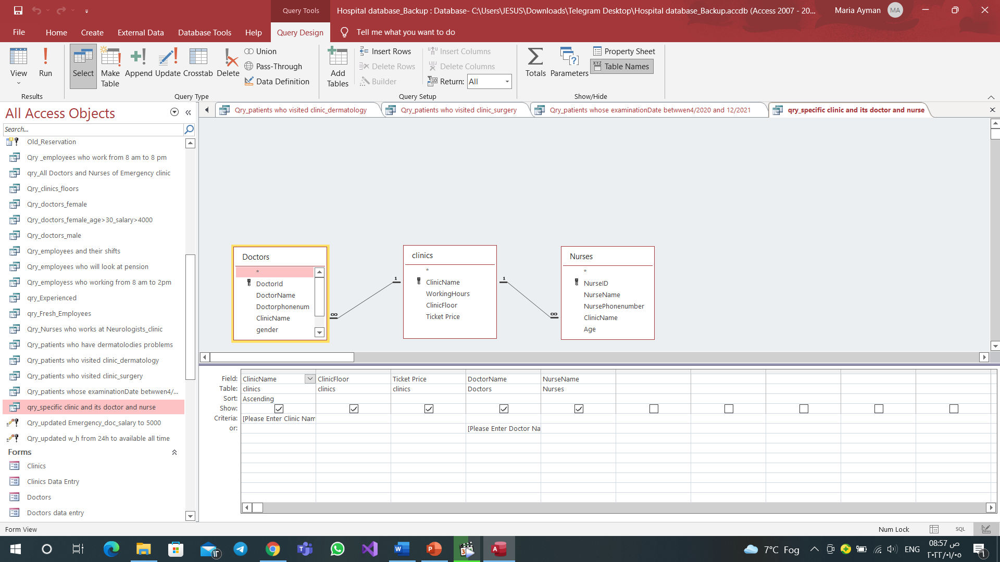 Query Tools
Hospital database_Backup : Database- C:\Users\JESUS\Downloads\Telegram Desktop\Hospital database_Backup.accdb (Access 2007 - 20...
Maria Ayman
MA
File
Home
Create
External Data
Database Tools
Help
Query Design
Tell me what you want to do
View
Run
Results
Select
Make Table
Append
Update
Crosstab
Delete
Union
Pass-Through
Data Definition
Query Type
Add Tables
Insert Rows
Delete Rows
Builder
Insert Columns
Delete Columns
Return: All
Query Setup
Totals
Parameters
Property Sheet
Table Names
Show/Hide
All Access Objects
Search...
Old_Reservation
Qry _employees who work from 8 am to 8 pm
qry_All Doctors and Nurses of Emergency clinic
Qry_clinics_floors
Qry_doctors_female
Qry_doctors_female_age>30_salary>4000
Qry_doctors_male
Qry_employees and their shifts
Qry_employees who will look at pension
Qry_employess who working from 8 am to 2pm
qry_Experienced
qry_Fresh_Employees
Qry_Nurses who works at Neurologists_clinic
Qry_patients who have dermatolodies problems
Qry_patients who visited clinic_dermatology
Qry_patients who visited clinic_surgery
Qry_patients whose examinationDate betwwen4/...
qry_specific clinic and its doctor and nurse
Qry_updated Emergency_doc_salary to 5000
Qry_updated w_h from 24h to available all time
Forms
Clinics
Clinics Data Entry
Doctors
Doctors data entry
Qry_patients who visited clinic_dermatology
Qry_patients who visited clinic_surgery
Qry_patients whose examinationDate betwwen4/2020 and 12/2021
qry_specific clinic and its doctor and nurse
Doctors
*
DoctorId
DoctorName
Doctorphonenum
ClinicName
gender
∞
1
clinics
*
ClinicName
WorkingHours
ClinicFloor
Ticket Price
1
∞
Nurses
*
NurseID
NurseName
NursePhonenumber
ClinicName
Age
Field: ClinicName ClinicFloor Ticket Price DoctorName NurseName
Table: clinics clinics clinics Doctors Nurses
Sort: Ascending
Show:
Criteria: [Please Enter Clinic Nam
or: [Please Enter Doctor Na
Form View
Num Lock
SQL
١٣
7°C Fog
ENG
08:57 ص
٢٠٢٢/٠١/٠٥
1